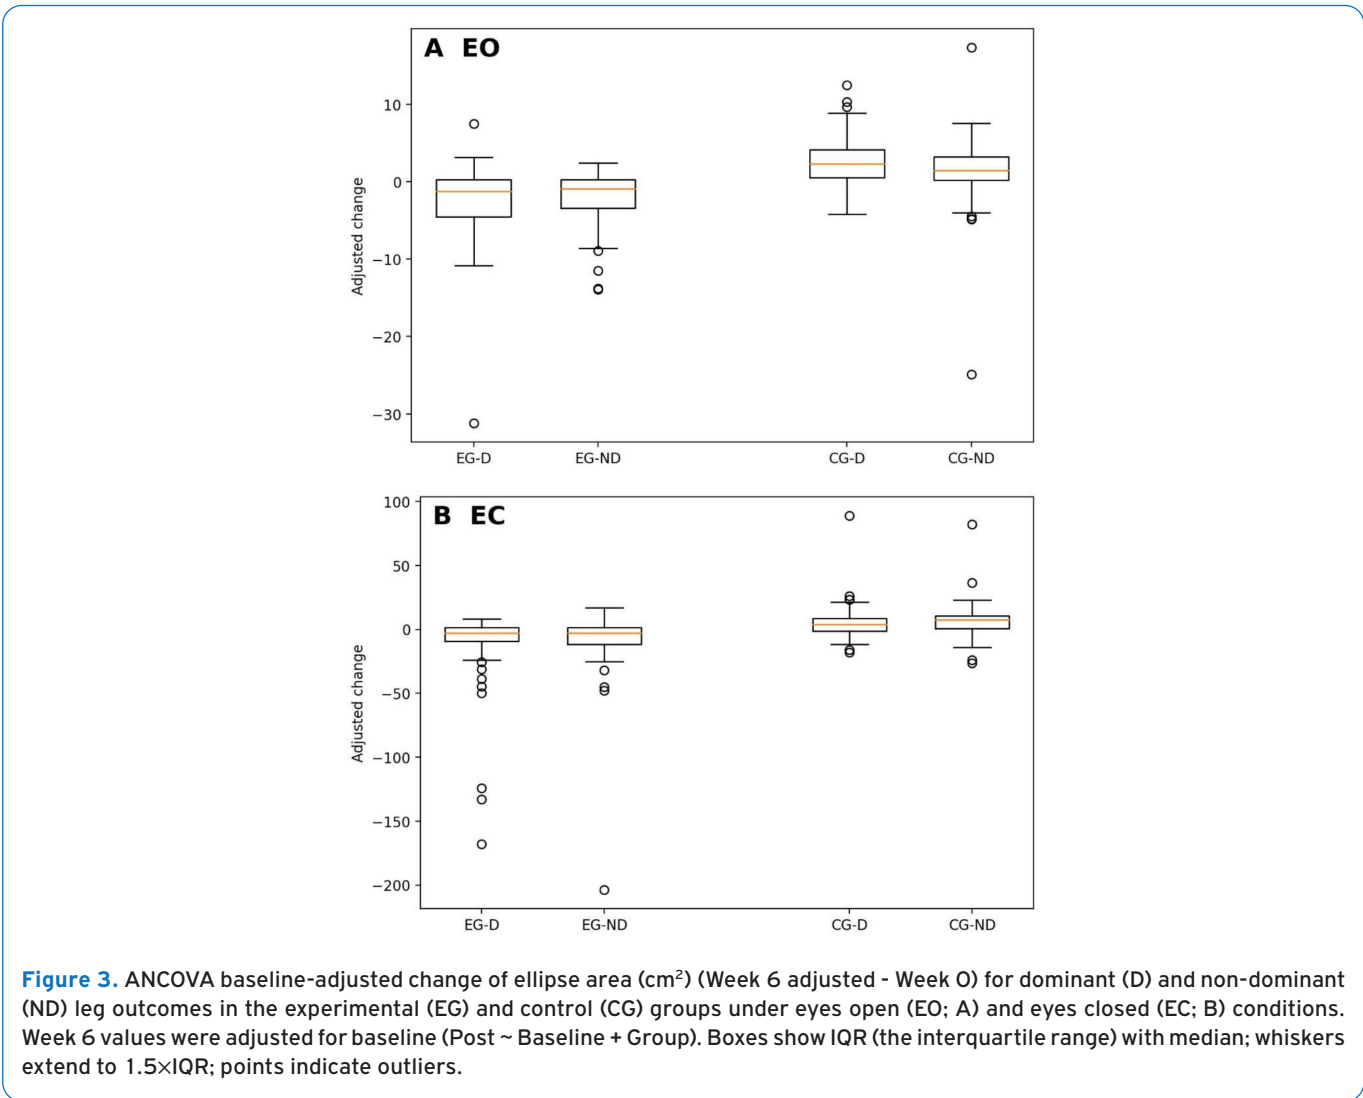 A EO
10
0
−10
−20
−30
Adjusted change
EG-D EG-ND CG-D CG-ND
B EC
100
50
0
−50
−100
−150
−200
Adjusted change
EG-D EG-ND CG-D CG-ND
Figure 3. ANCOVA baseline-adjusted change of ellipse area (cm²) (Week 6 adjusted - Week 0) for dominant (D) and non-dominant
(ND) leg outcomes in the experimental (EG) and control (CG) groups under eyes open (EO; A) and eyes closed (EC; B) conditions.
Week 6 values were adjusted for baseline (Post ~ Baseline + Group). Boxes show IQR (the interquartile range) with median; whiskers
extend to 1.5×IQR; points indicate outliers.